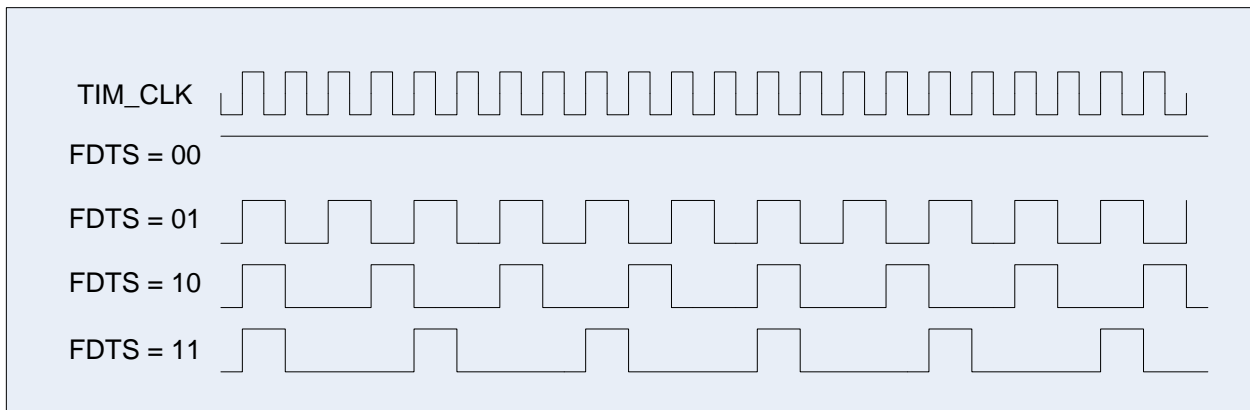 TIM_CLK
FDTS = 00
FDTS = 01
FDTS = 10
FDTS = 11